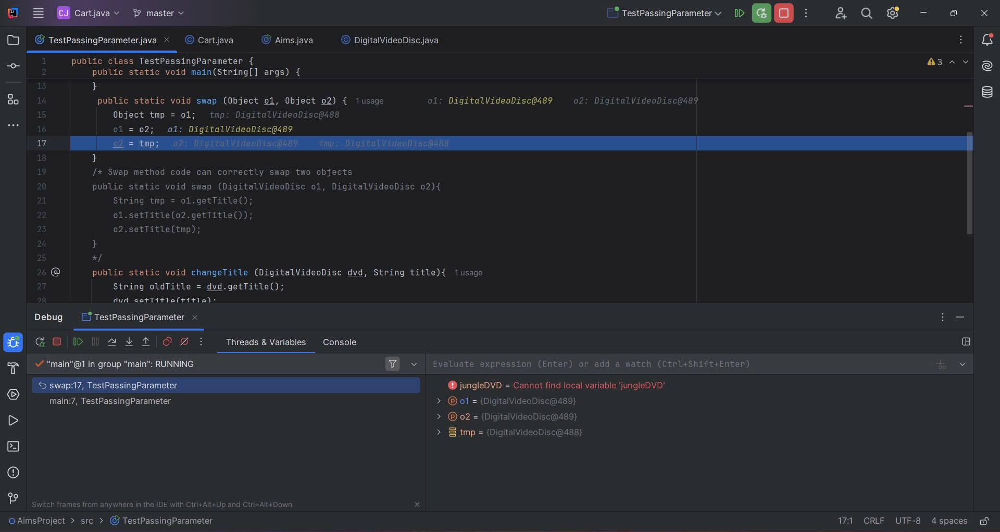 CJ Cart.java master TestPassingParameter
TestPassingParameter.java Cart.java Aims.java DigitalVideoDisc.java
1 public class TestPassingParameter {
2 public static void main(String[] args) {
3
13 }
14 public static void swap (Object o1, Object o2) { 1 usage o1: DigitalVideoDisc@489 o2: DigitalVideoDisc@489
15 Object tmp = o1; tmp: DigitalVideoDisc@488
16 o1 = o2; o1: DigitalVideoDisc@489
17 o2 = tmp; o2: DigitalVideoDisc@489 tmp: DigitalVideoDisc@488
18 }
19 /* Swap method code can correctly swap two objects
20 public static void swap (DigitalVideoDisc o1, DigitalVideoDisc o2){
21 String tmp = o1.getTitle();
22 o1.setTitle(o2.getTitle());
23 o2.setTitle(tmp);
24 }
25 */
26 @ public static void changeTitle (DigitalVideoDisc dvd, String title){ 1 usage
27 String oldTitle = dvd.getTitle();
28 dvd.setTitle(title);
Debug TestPassingParameter
Threads & Variables Console
"main"@1 in group "main": RUNNING
Evaluate expression (Enter) or add a watch (Ctrl+Shift+Enter)
swap:17, TestPassingParameter
main:7, TestPassingParameter
jungleDVD = Cannot find local variable 'jungleDVD'
o1 = {DigitalVideoDisc@489}
o2 = {DigitalVideoDisc@489}
tmp = {DigitalVideoDisc@488}
Switch frames from anywhere in the IDE with Ctrl+Alt+Up and Ctrl+Alt+Down
AimsProject > src > TestPassingParameter
17:1 CRLF UTF-8 4 spaces